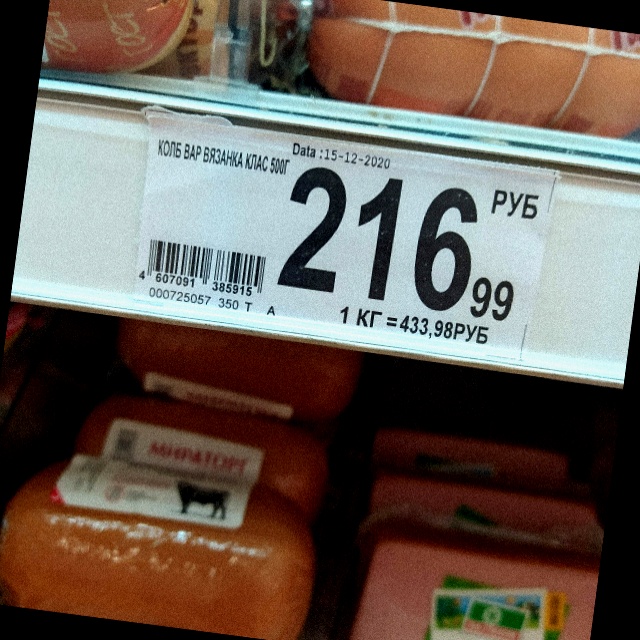 Data :15-12-2020
КОЛБ ВАР ВЯЗАНКА КЛАС 500Г
216 99 РУБ
4 607091 385915
000725057 350 T A
1 КГ =433,98РУБ
МИРАТОРГ